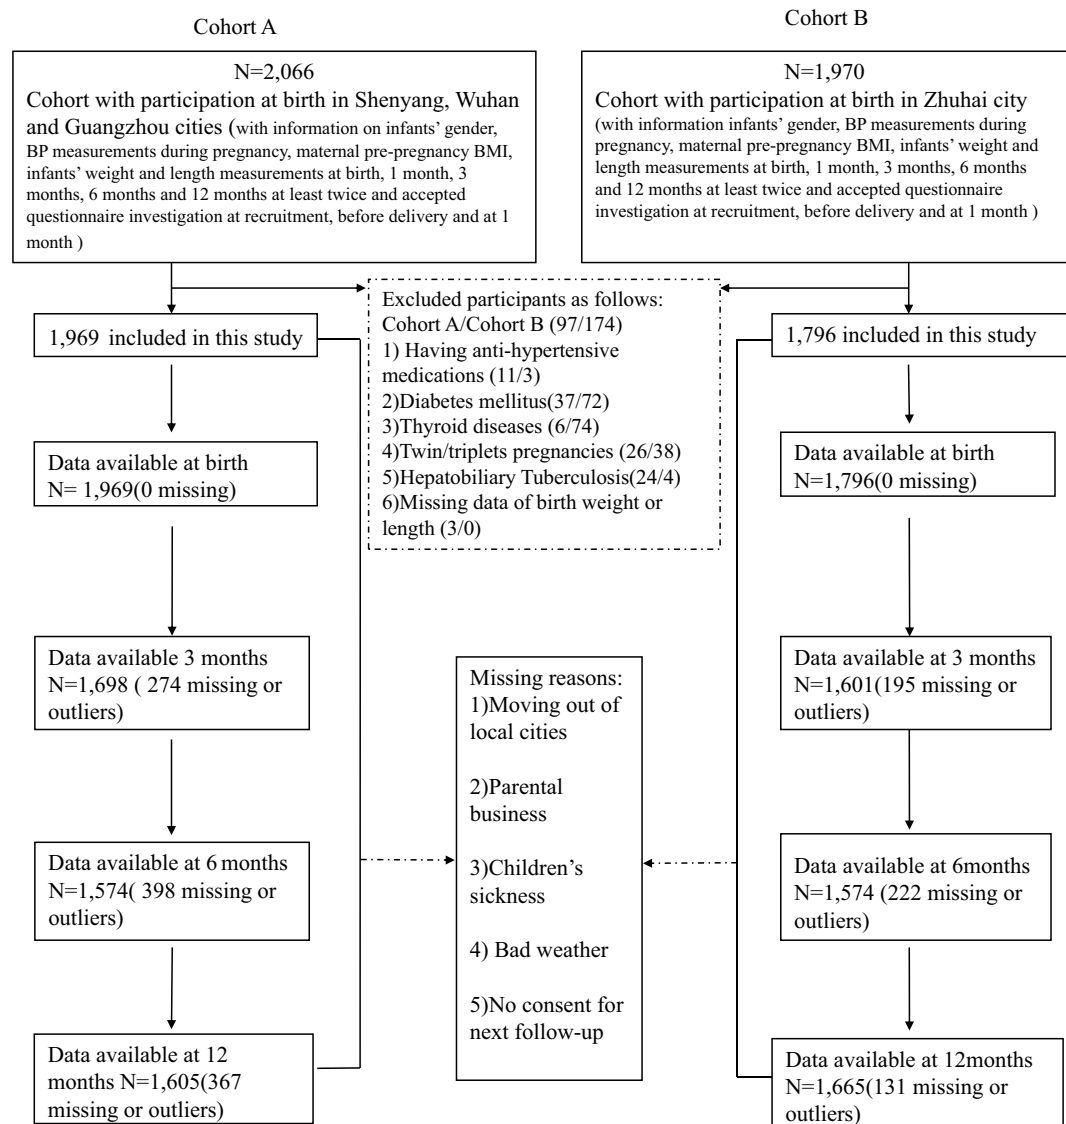 Cohort A
Cohort B
N=2,066
Cohort with participation at birth in Shenyang, Wuhan
and Guangzhou cities (with information on infants' gender,
BP measurements during pregnancy, maternal pre-pregnancy BMI,
infants' weight and length measurements at birth, 1 month, 3
months, 6 months and 12 months at least twice and accepted
questionnaire investigation at recruitment, before delivery and at 1
month )
N=1,970
Cohort with participation at birth in Zhuhai city
(with information infants' gender, BP measurements during
pregnancy, maternal pre-pregnancy BMI, infants' weight and
length measurements at birth, 1 month, 3 months, 6 months
and 12 months at least twice and accepted questionnaire
investigation at recruitment, before delivery and at 1 month )
Excluded participants as follows:
Cohort A/Cohort B (97/174)
1) Having anti-hypertensive
medications (11/3)
2)Diabetes mellitus(37/72)
3)Thyroid diseases (6/74)
4)Twin/triplets pregnancies (26/38)
5)Hepatobiliary Tuberculosis(24/4)
6)Missing data of birth weight or
length (3/0)
1,969 included in this study
1,796 included in this study
Data available at birth
N= 1,969(0 missing)
Data available at birth
N=1,796(0 missing)
Data available 3 months
N=1,698 ( 274 missing or
outliers)
Missing reasons:
1)Moving out of
local cities
2)Parental
business
3)Children's
sickness
4) Bad weather
5)No consent for
next follow-up
Data available at 3 months
N=1,601(195 missing or
outliers)
Data available at 6 months
N=1,574( 398 missing or
outliers)
Data available at 6months
N=1,574 (222 missing or
outliers)
Data available at 12
months N=1,605(367
missing or outliers)
Data available at 12months
N=1,665(131 missing or
outliers)